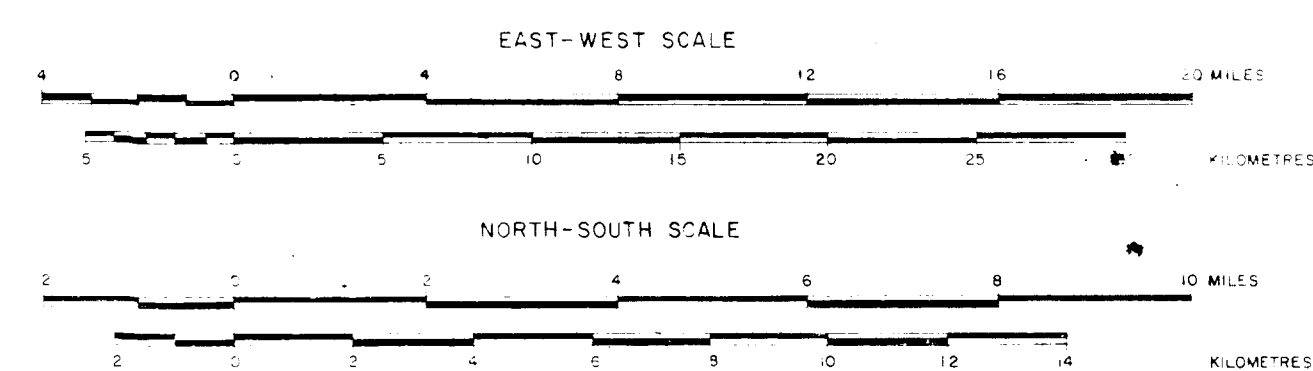 EAST-WEST SCALE
4 0 4 8 12 16 20 MILES
5 0 5 10 15 20 25 KILOMETRES
NORTH-SOUTH SCALE
2 0 2 4 6 8 10 MILES
2 0 2 4 6 8 10 12 14 KILOMETRES